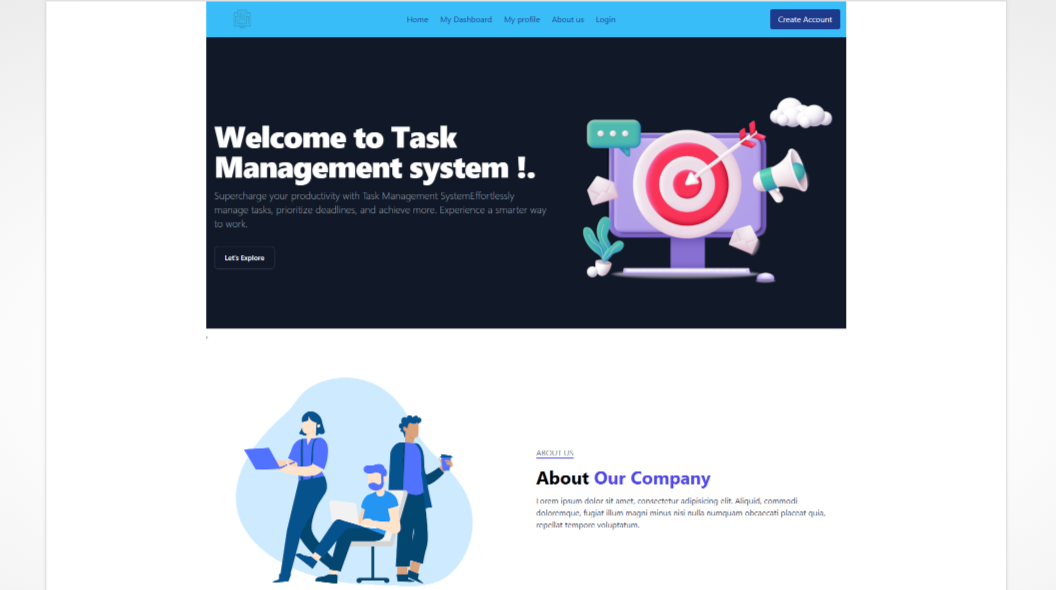 Home My Dashboard My profile About us Login Create Account
Welcome to Task
Management system !.
Supercharge your productivity with Task Management SystemEffortlessly
manage tasks, prioritize deadlines, and achieve more. Experience a smarter way
to work.
Let's Explore
ABOUT US
About Our Company
Lorem ipsum dolor sit amet, consectetur adipisicing elit. Aliquid, commodi
doloremque, fugiat illum magni minus nisi nulla numquam obcaecati placeat quia,
repellat tempore voluptatum.